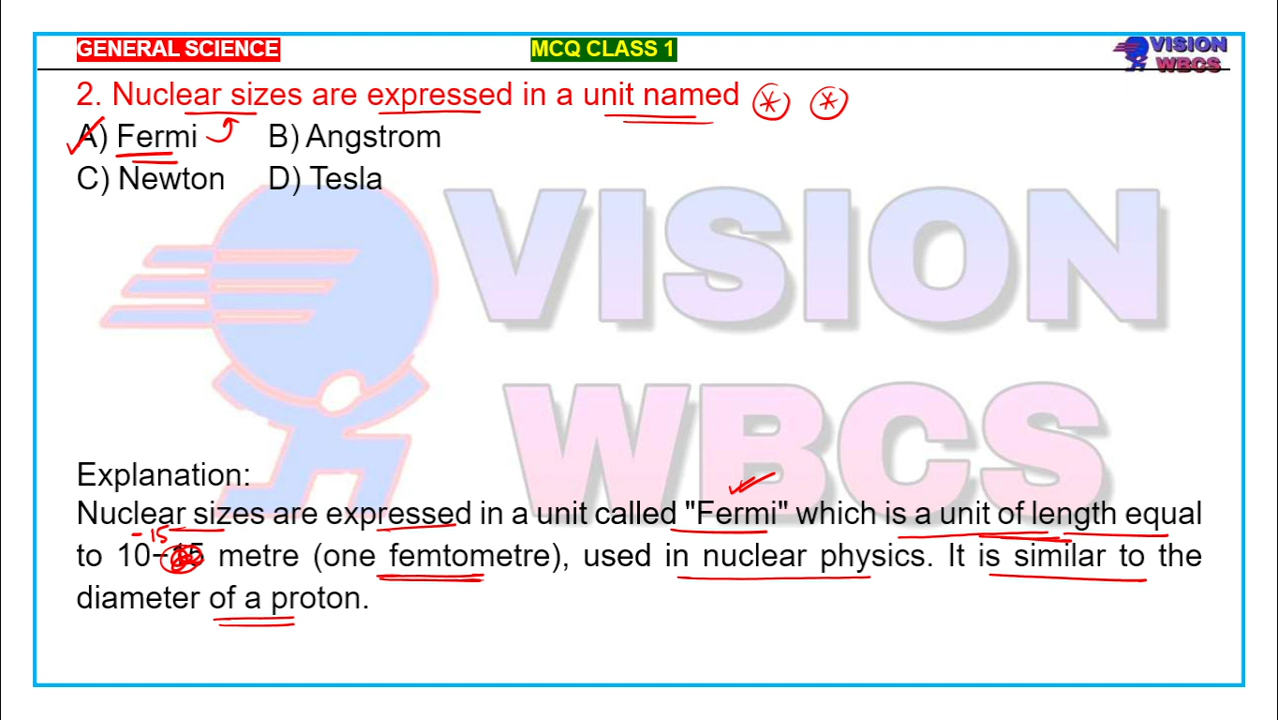 GENERAL SCIENCE
MCQ CLASS 1
VISION
WBCS
2. Nuclear sizes are expressed in a unit named
A) Fermi B) Angstrom
C) Newton D) Tesla
VISION
WBCS
Explanation:
Nuclear sizes are expressed in a unit called "Fermi" which is a unit of length equal
-15
to 10−15 metre (one femtometre), used in nuclear physics. It is similar to the
diameter of a proton.